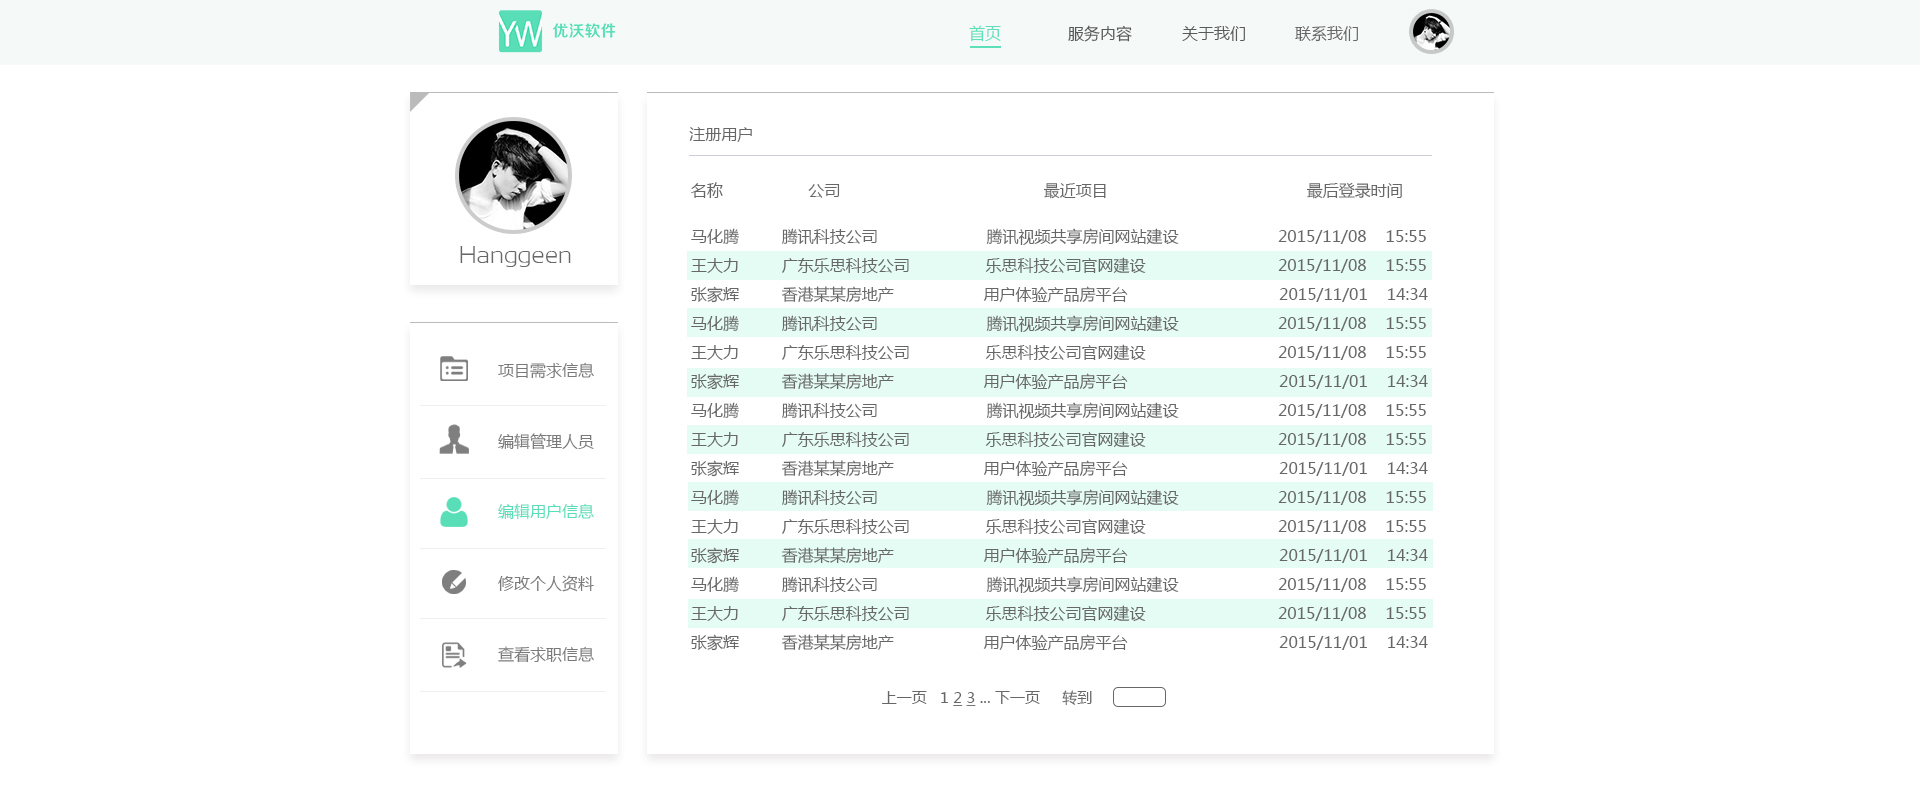 YW 优沃软件 首页 服务内容 关于我们 联系我们
Hanggeen
项目需求信息
编辑管理人员
编辑用户信息
修改个人资料
查看求职信息
注册用户
名称 公司 最近项目 最后登录时间
马化腾 腾讯科技公司 腾讯视频共享房间网站建设 2015/11/08 15:55
王大力 广东乐思科技公司 乐思科技公司官网建设 2015/11/08 15:55
张家辉 香港某某房地产 用户体验产品房平台 2015/11/01 14:34
马化腾 腾讯科技公司 腾讯视频共享房间网站建设 2015/11/08 15:55
王大力 广东乐思科技公司 乐思科技公司官网建设 2015/11/08 15:55
张家辉 香港某某房地产 用户体验产品房平台 2015/11/01 14:34
马化腾 腾讯科技公司 腾讯视频共享房间网站建设 2015/11/08 15:55
王大力 广东乐思科技公司 乐思科技公司官网建设 2015/11/08 15:55
张家辉 香港某某房地产 用户体验产品房平台 2015/11/01 14:34
马化腾 腾讯科技公司 腾讯视频共享房间网站建设 2015/11/08 15:55
王大力 广东乐思科技公司 乐思科技公司官网建设 2015/11/08 15:55
张家辉 香港某某房地产 用户体验产品房平台 2015/11/01 14:34
马化腾 腾讯科技公司 腾讯视频共享房间网站建设 2015/11/08 15:55
王大力 广东乐思科技公司 乐思科技公司官网建设 2015/11/08 15:55
张家辉 香港某某房地产 用户体验产品房平台 2015/11/01 14:34
上一页 1 2 3 ... 下一页 转到